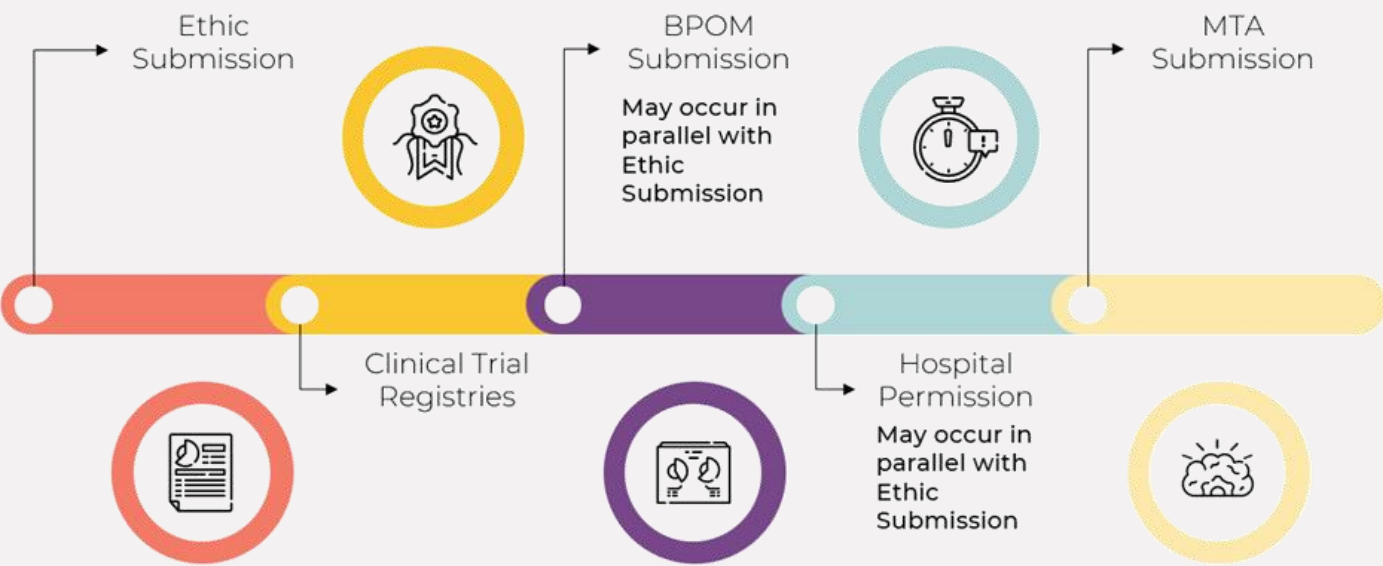 Ethic
Submission
BPOM
Submission
May occur in
parallel with
Ethic
Submission
MTA
Submission
Clinical Trial
Registries
Hospital
Permission
May occur in
parallel with
Ethic
Submission